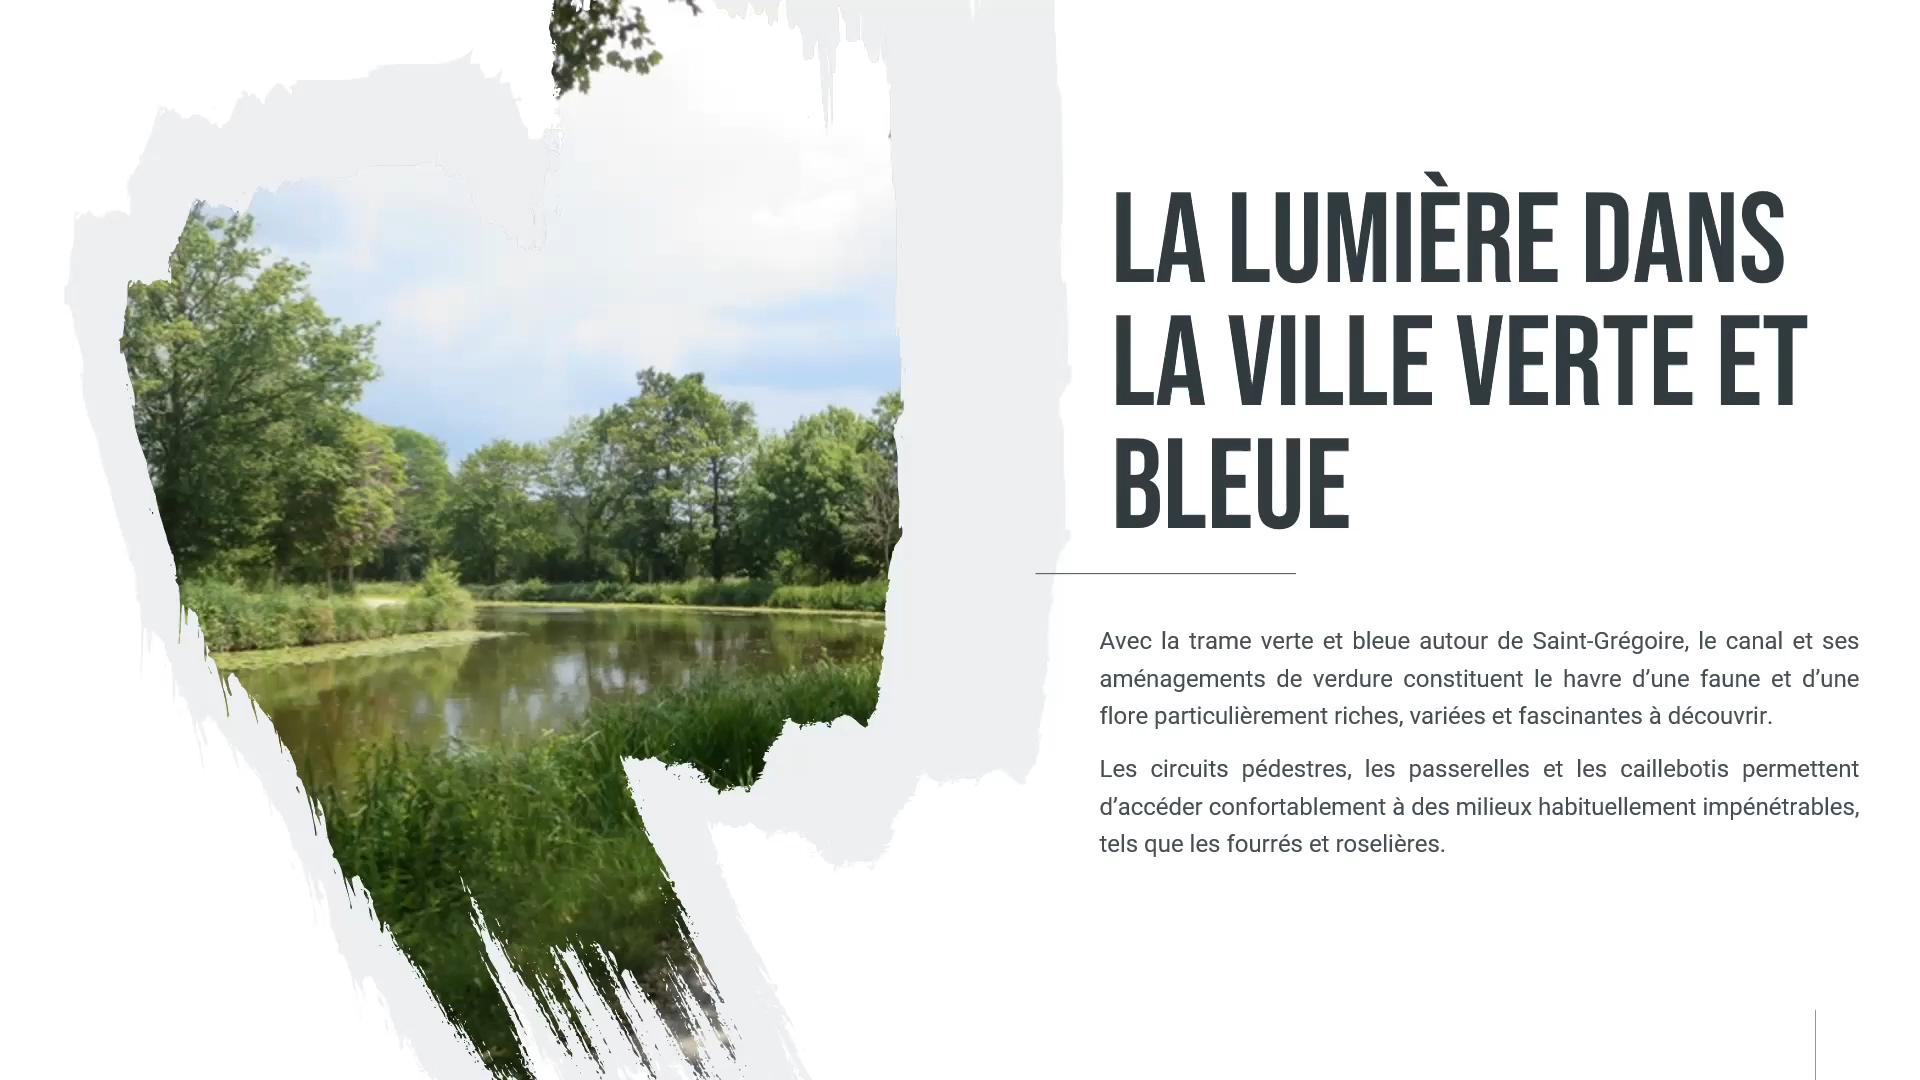 LA LUMIÈRE DANS
LA VILLE VERTE ET
BLEUE
Avec la trame verte et bleue autour de Saint-Grégoire, le canal et ses
aménagements de verdure constituent le havre d’une faune et d’une
flore particulièrement riches, variées et fascinantes à découvrir.
Les circuits pédestres, les passerelles et les caillebotis permettent
d’accéder confortablement à des milieux habituellement impénétrables,
tels que les fourrés et roselières.